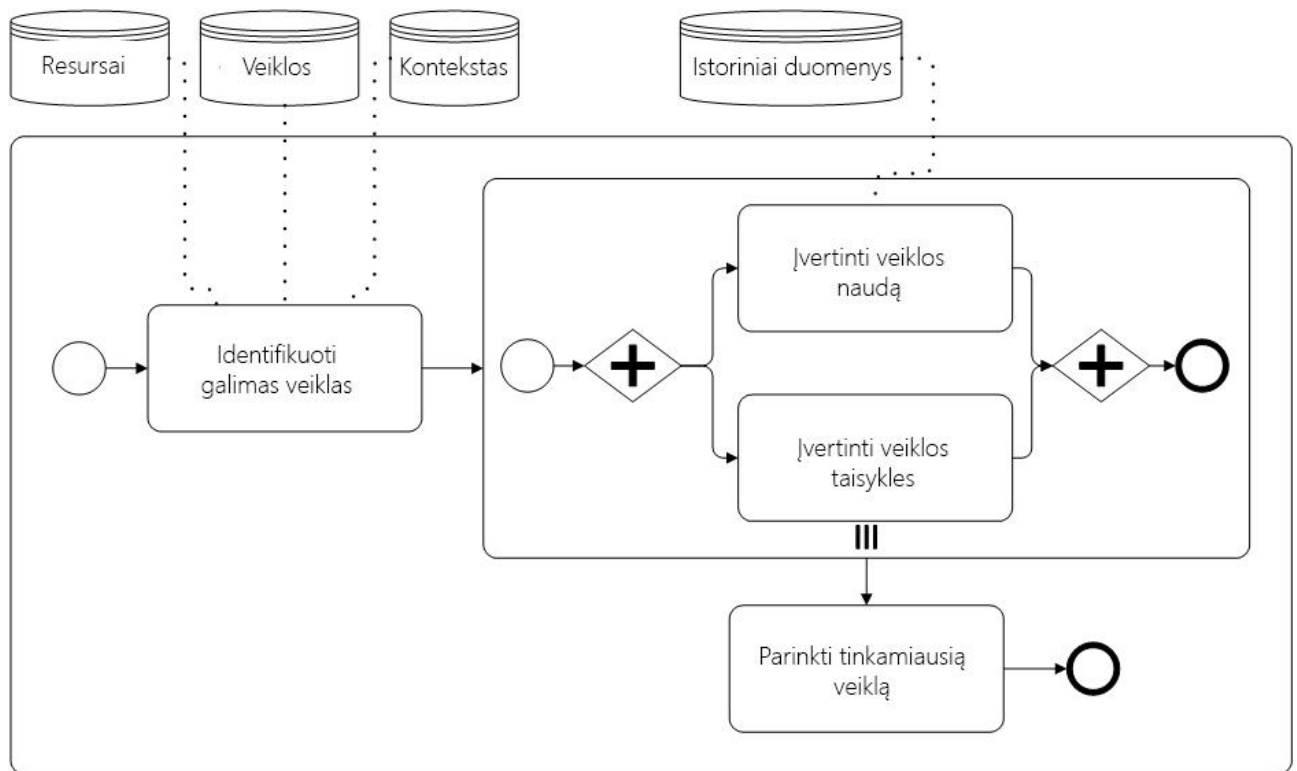 Resursai
Veiklos
Kontekstas
Istoriniai duomenys
Įvertinti veiklos
naudą
Identifikuoti
galimas veiklas
Įvertinti veiklos
taisykles
Parinkti tinkamiausią
veiklą